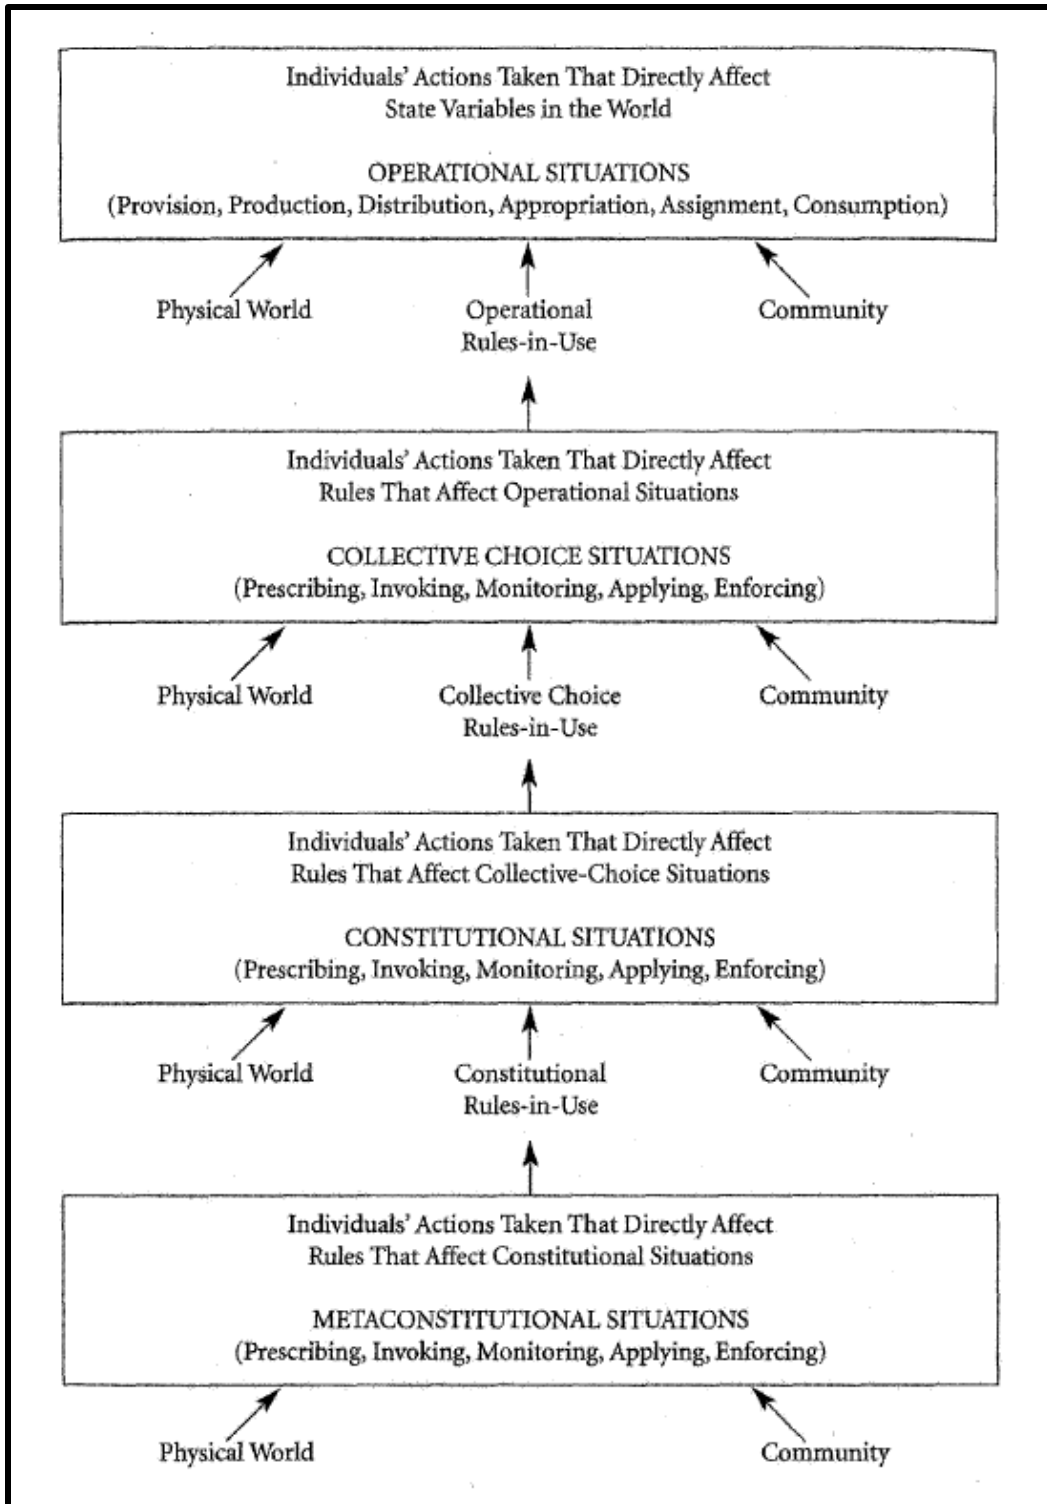 Individuals’ Actions Taken That Directly Affect
State Variables in the World
OPERATIONAL SITUATIONS
(Provision, Production, Distribution, Appropriation, Assignment, Consumption)
Physical World
Operational
Rules-in-Use
Community
Individuals’ Actions Taken That Directly Affect
Rules That Affect Operational Situations
COLLECTIVE CHOICE SITUATIONS
(Prescribing, Invoking, Monitoring, Applying, Enforcing)
Physical World
Collective Choice
Rules-in-Use
Community
Individuals’ Actions Taken That Directly Affect
Rules That Affect Collective-Choice Situations
CONSTITUTIONAL SITUATIONS
(Prescribing, Invoking, Monitoring, Applying, Enforcing)
Physical World
Constitutional
Rules-in-Use
Community
Individuals’ Actions Taken That Directly Affect
Rules That Affect Constitutional Situations
METACONSTITUTIONAL SITUATIONS
(Prescribing, Invoking, Monitoring, Applying, Enforcing)
Physical World
Community